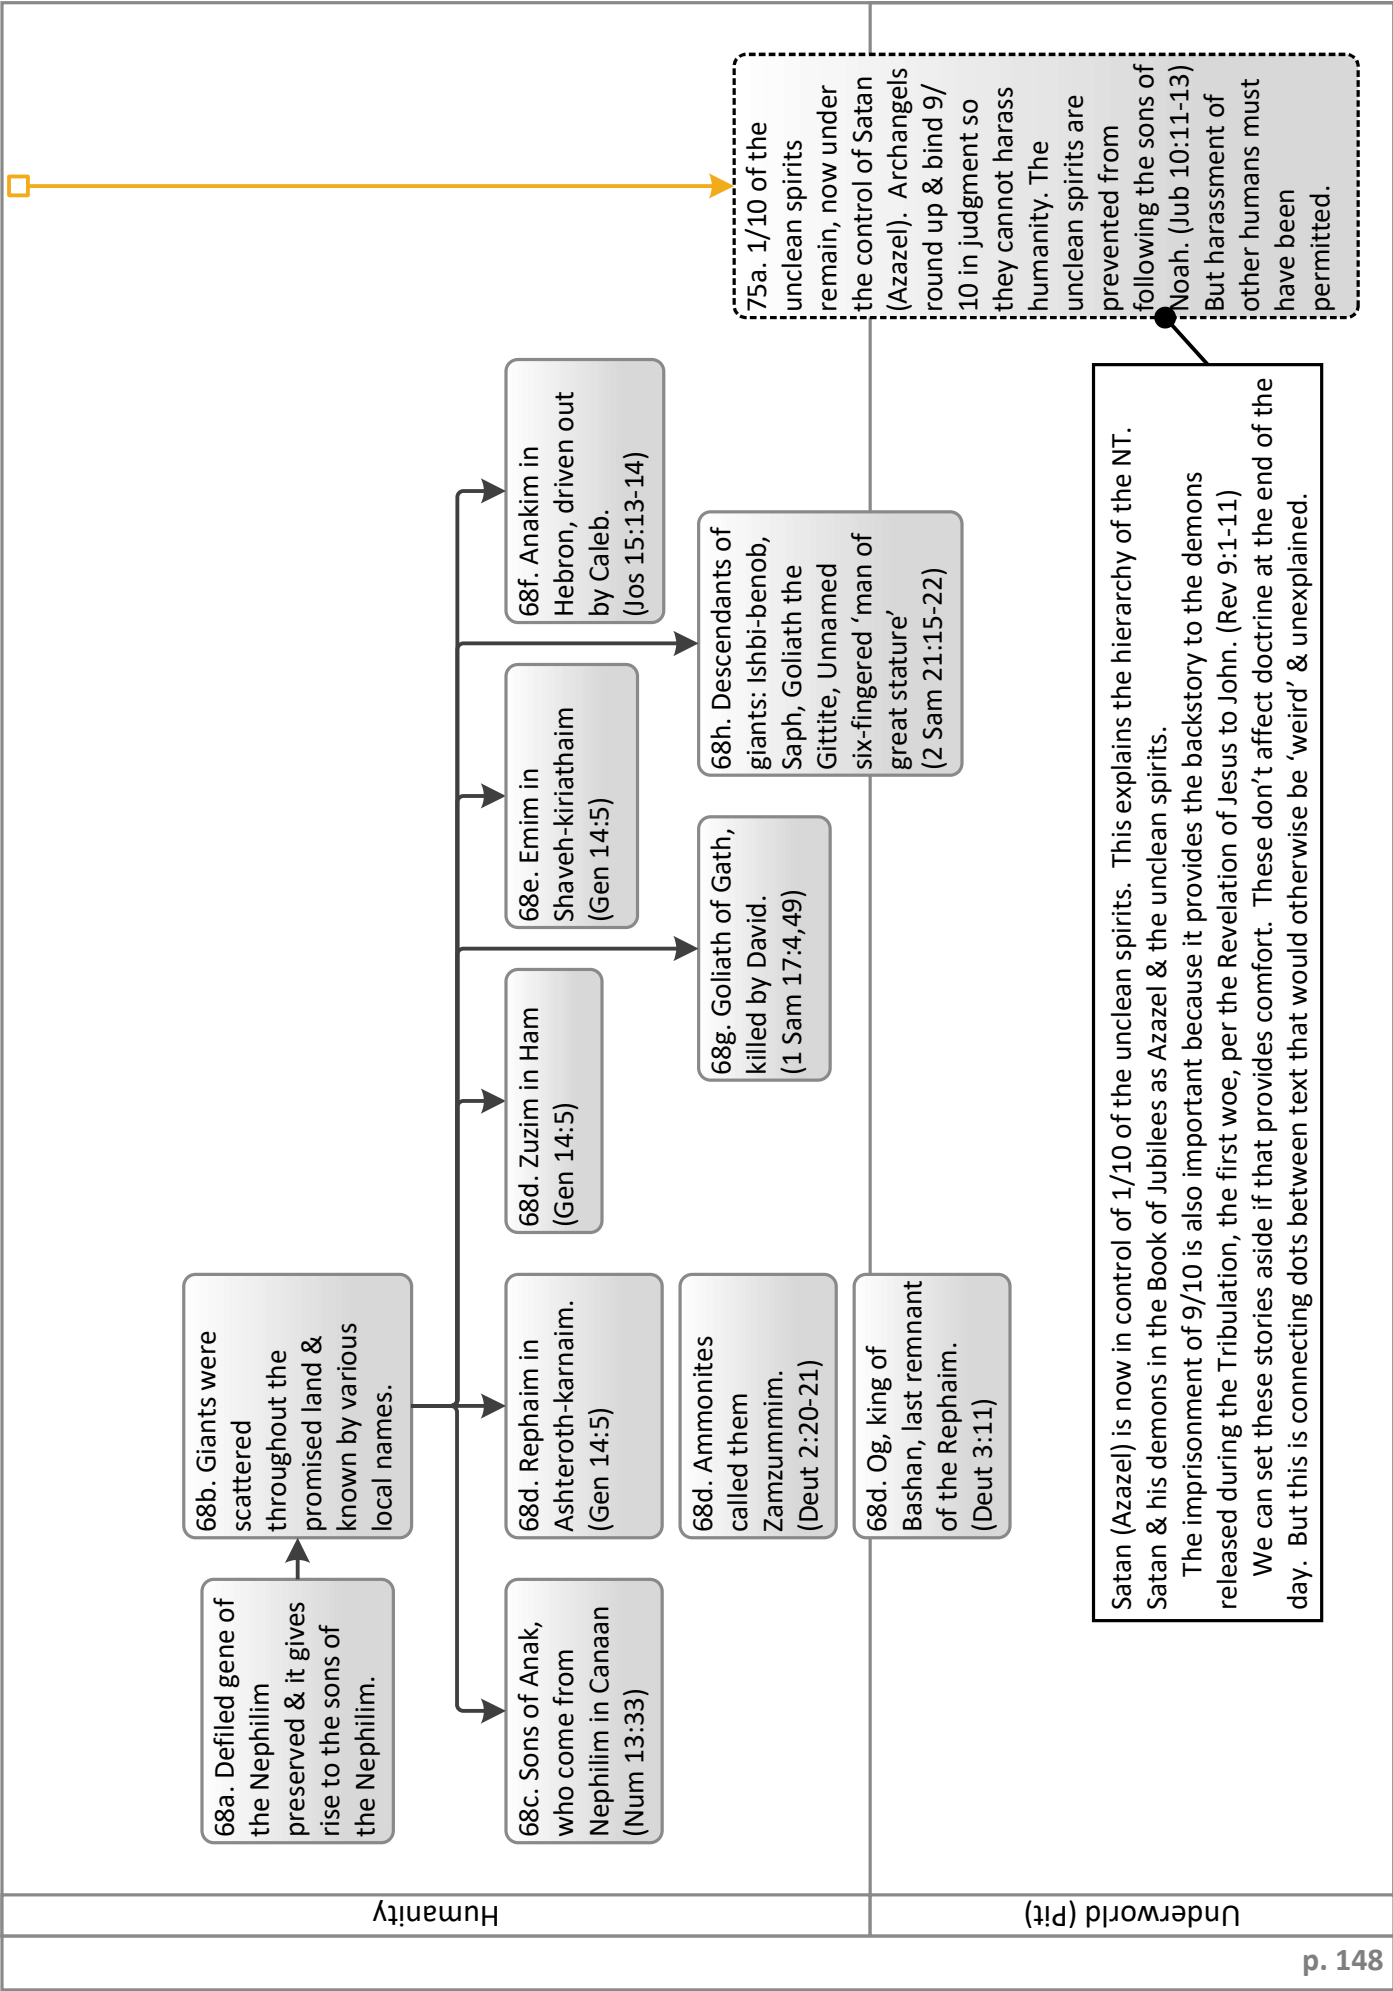 Humanity
Underworld (Pit)
68a. Defiled gene of
the Nephilim
preserved & it gives
rise to the sons of
the Nephilim.
68b. Giants were
scattered
throughout the
promised land &
known by various
local names.
68c. Sons of Anak,
who come from
Nephilim in Canaan
(Num 13:33)
68d. Rephaim in
Ashteroth-karnaim.
(Gen 14:5)
68d. Ammonites
called them
Zamzummim.
(Deut 2:20-21)
68d. Og, king of
Bashan, last remnant
of the Rephaim.
(Deut 3:11)
68d. Zuzim in Ham
(Gen 14:5)
68g. Goliath of Gath,
killed by David.
(1 Sam 17:4,49)
68e. Emim in
Shaveh-kiriathaim
(Gen 14:5)
68h. Descendants of
giants: Ishbi-benob,
Saph, Goliath the
Gittite, Unnamed
six-fingered ‘man of
great stature’
(2 Sam 21:15-22)
68f. Anakim in
Hebron, driven out
by Caleb.
(Jos 15:13-14)
75a. 1/10 of the
unclean spirits
remain, now under
the control of Satan
(Azazel).  Archangels
round up & bind 9/
10 in judgment so
they cannot harass
humanity. The
unclean spirits are
prevented from
following the sons of
Noah. (Jub 10:11-13)
But harassment of
other humans must
have been
permitted.
Satan (Azazel) is now in control of 1/10 of the unclean spirits.  This explains the hierarchy of the NT.
Satan & his demons in the Book of Jubilees as Azazel & the unclean spirits.
The imprisonment of 9/10 is also important because it provides the backstory to the demons
released during the Tribulation, the first woe, per the Revelation of Jesus to John. (Rev 9:1-11)
We can set these stories aside if that provides comfort.  These don’t affect doctrine at the end of the
day.  But this is connecting dots between text that would otherwise be ‘weird’ & unexplained.
p. 148